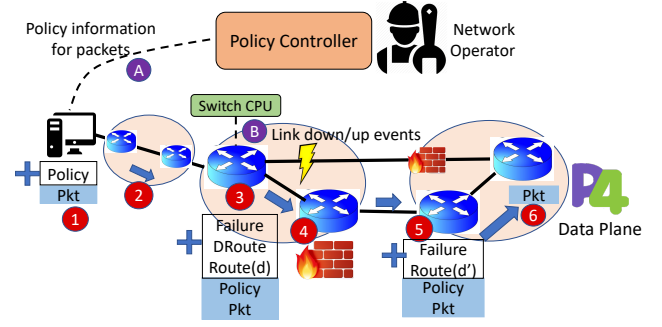 Policy information
for packets
A
Policy Controller
Network
Operator
Switch CPU
B
Link down/up events
+
Policy
Pkt
1
2
3
4
5
6
Pkt
P4
Data Plane
+
Failure
DRoute
Route(d)
Policy
Pkt
+
Failure
Route(d')
Policy
Pkt